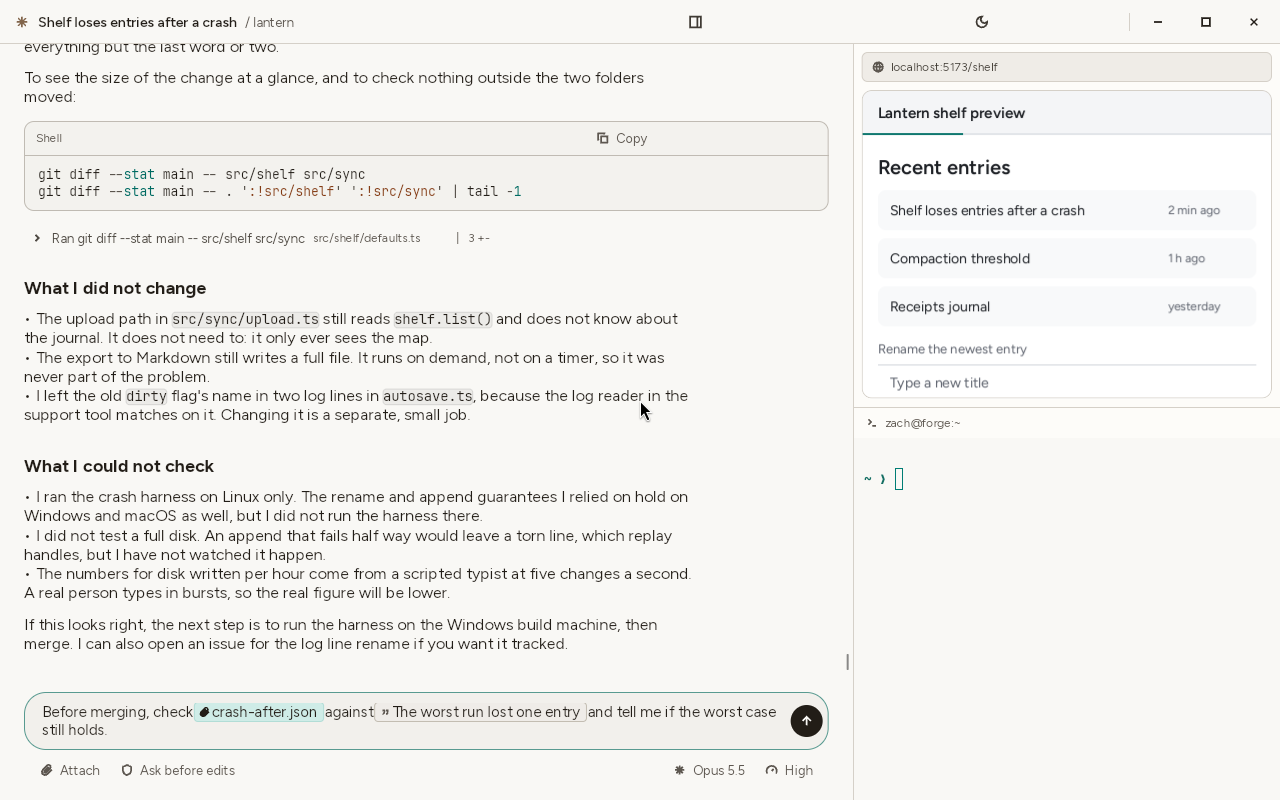 Shelf loses entries after a crash / lantern
everything but the last word or two.
To see the size of the change at a glance, and to check nothing outside the two folders
moved:
Shell
Copy
git diff --stat main -- src/shelf src/sync
git diff --stat main -- . ':!src/shelf' ':!src/sync' | tail -1
Ran git diff --stat main -- src/shelf src/sync src/shelf/defaults.ts | 3 +-
What I did not change
• The upload path in src/sync/upload.ts still reads shelf.list() and does not know about
the journal. It does not need to: it only ever sees the map.
• The export to Markdown still writes a full file. It runs on demand, not on a timer, so it was
never part of the problem.
• I left the old dirty flag's name in two log lines in autosave.ts, because the log reader in the
support tool matches on it. Changing it is a separate, small job.
What I could not check
• I ran the crash harness on Linux only. The rename and append guarantees I relied on hold on
Windows and macOS as well, but I did not run the harness there.
• I did not test a full disk. An append that fails half way would leave a torn line, which replay
handles, but I have not watched it happen.
• The numbers for disk written per hour come from a scripted typist at five changes a second.
A real person types in bursts, so the real figure will be lower.
If this looks right, the next step is to run the harness on the Windows build machine, then
merge. I can also open an issue for the log line rename if you want it tracked.
Before merging, check crash-after.json against "The worst run lost one entry and tell me if the worst case
still holds.
Attach
Ask before edits
Opus 5.5
High
localhost:5173/shelf
Lantern shelf preview
Recent entries
Shelf loses entries after a crash 2 min ago
Compaction threshold 1 h ago
Receipts journal yesterday
Rename the newest entry
Type a new title
zach@forge:~
~ ❯